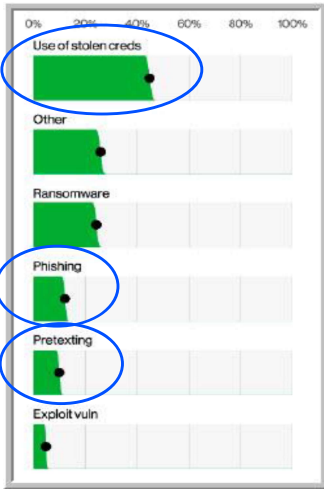 0% 20% 40% 60% 80% 100%
Use of stolen creds
Other
Ransomware
Phishing
Pretexting
Exploit vuln